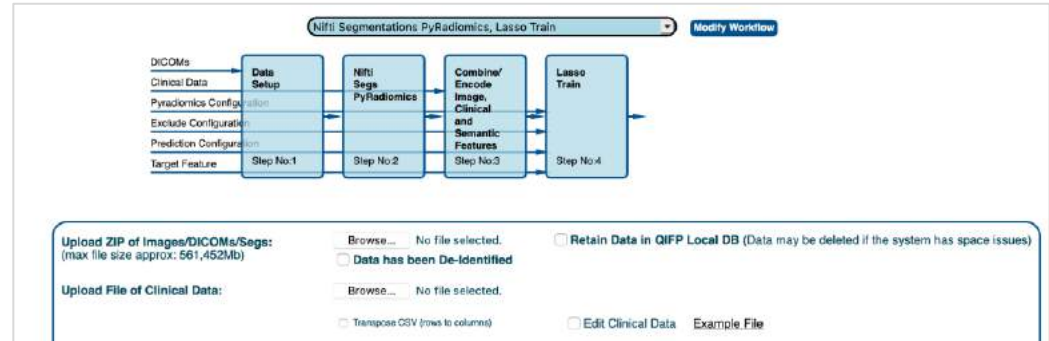 Nifti Segmentations PyRadiomics, Lasso Train
Modify Workflow
DICOMs
Clinical Data
Pyradiomics Configuration
Exclude Configuration
Prediction Configuration
Target Feature
Data
Setup
Step No:1
Nifti
Segs
PyRadiomics
Step No:2
Combine/
Encode
Image,
Clinical
and
Semantic
Features
Step No:3
Lasso
Train
Step No:4
Upload ZIP of Images/DICOMs/Segs:
(max file size approx: 561,452Mb)
Browse... No file selected.
Data has been De-Identified
Retain Data in QIFP Local DB (Data may be deleted if the system has space issues)
Upload File of Clinical Data:
Browse... No file selected.
Transpose CSV (rows to columns)
Edit Clinical Data Example File